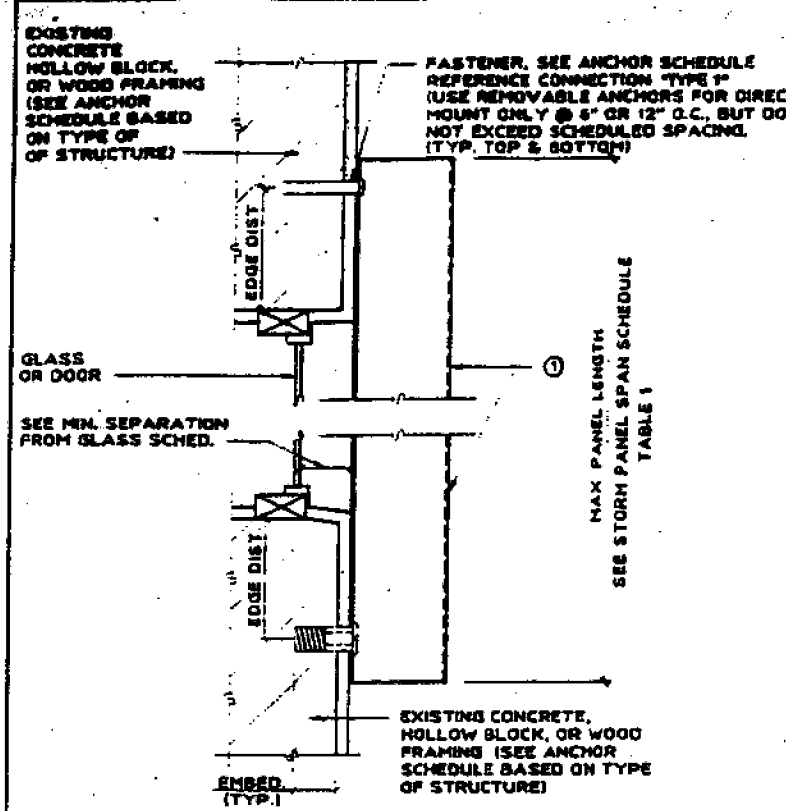 EXISTING
CONCRETE
HOLLOW BLOCK,
OR WOOD FRAMING
(SEE ANCHOR
SCHEDULE BASED
ON TYPE OF
OF STRUCTURE)
FASTENER, SEE ANCHOR SCHEDULE
REFERENCE CONNECTION "TYPE 1"
(USE REMOVABLE ANCHORS FOR DIREC
MOUNT ONLY @ 6" OR 12" O.C., BUT DO
NOT EXCEED SCHEDULED SPACING.
(TYP. TOP & BOTTOM)
EDGE DIST
GLASS
OR DOOR
1
SEE MIN. SEPARATION
FROM GLASS SCHED.
MAX PANEL LENGTH
SEE STORM PANEL SPAN SCHEDULE
TABLE 1
EDGE DIST
EXISTING CONCRETE,
HOLLOW BLOCK, OR WOOD
FRAMING (SEE ANCHOR
SCHEDULE BASED ON TYPE
OF STRUCTURE)
EMBED.
(TYP.)